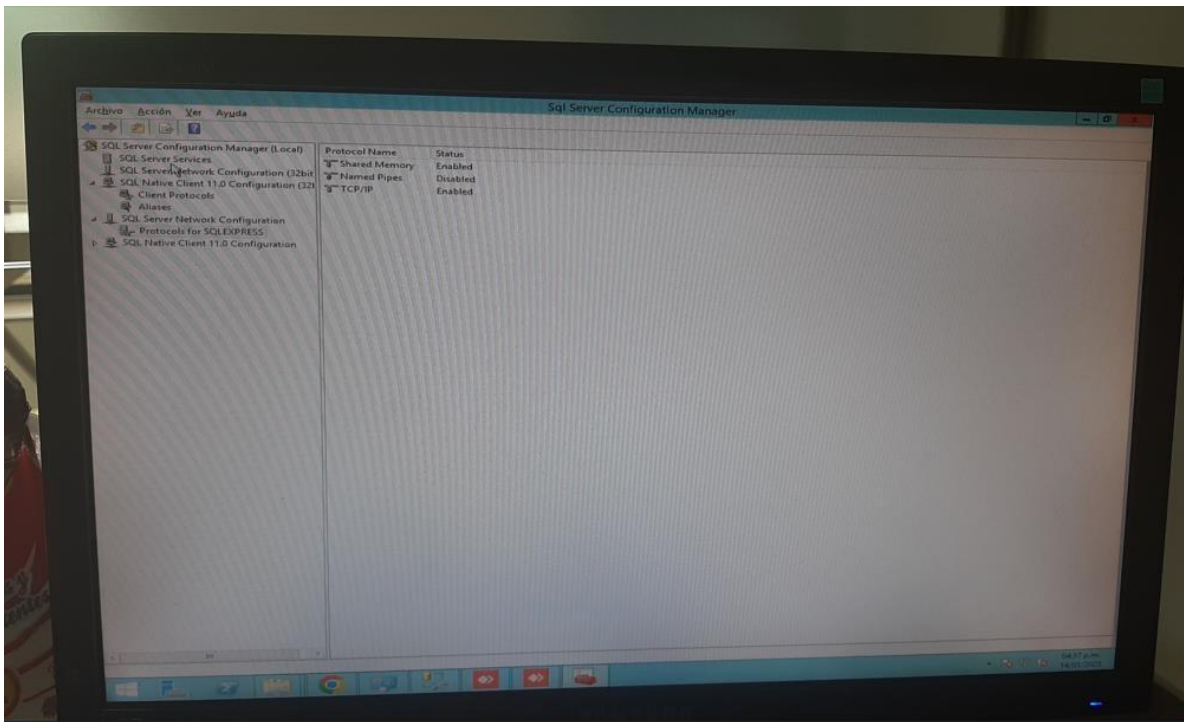 Sql Server Configuration Manager
Archivo Acción Ver Ayuda
SQL Server Configuration Manager (Local)
SQL Server Services
SQL Server Network Configuration (32bit
SQL Native Client 11.0 Configuration (32
Client Protocols
Aliases
SQL Server Network Configuration
Protocols for SQLEXPRESS
SQL Native Client 11.0 Configuration
Protocol Name Status
Shared Memory Enabled
Named Pipes Disabled
TCP/IP Enabled